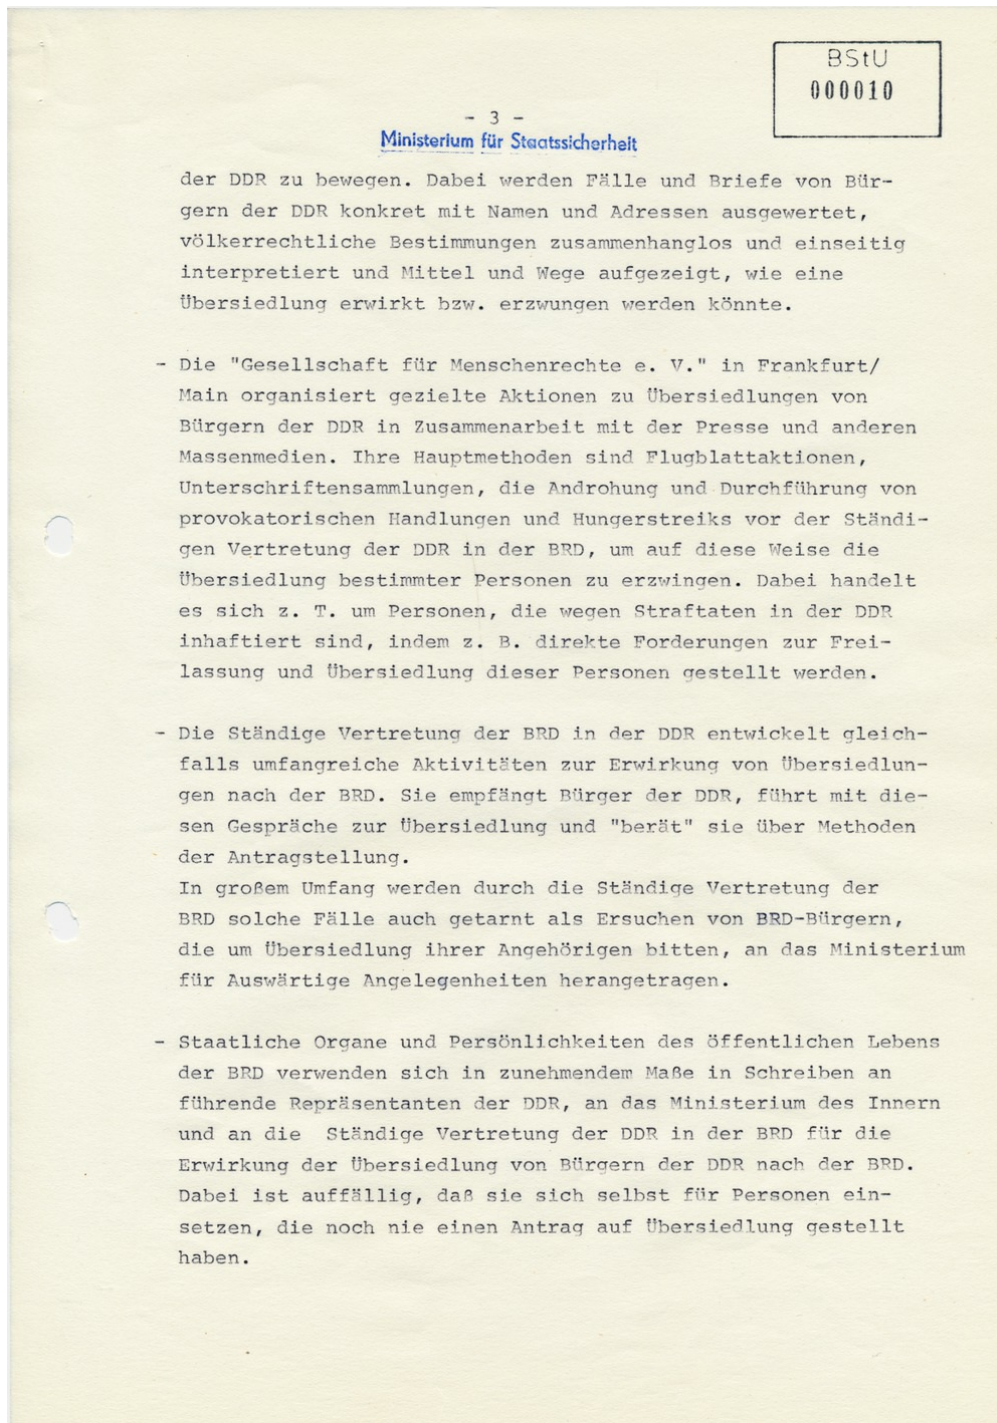 BStU
000010
- 3 -
Ministerium für Staatssicherheit
der DDR zu bewegen. Dabei werden Fälle und Briefe von Bür-
gern der DDR konkret mit Namen und Adressen ausgewertet,
völkerrechtliche Bestimmungen zusammenhanglos und einseitig
interpretiert und Mittel und Wege aufgezeigt, wie eine
Übersiedlung erwirkt bzw. erzwungen werden könnte.
- Die "Gesellschaft für Menschenrechte e. V." in Frankfurt/
Main organisiert gezielte Aktionen zu Übersiedlungen von
Bürgern der DDR in Zusammenarbeit mit der Presse und anderen
Massenmedien. Ihre Hauptmethoden sind Flugblattaktionen,
Unterschriftensammlungen, die Androhung und Durchführung von
provokatorischen Handlungen und Hungerstreiks vor der Ständi-
gen Vertretung der DDR in der BRD, um auf diese Weise die
Übersiedlung bestimmter Personen zu erzwingen. Dabei handelt
es sich z. T. um Personen, die wegen Straftaten in der DDR
inhaftiert sind, indem z. B. direkte Forderungen zur Frei-
lassung und Übersiedlung dieser Personen gestellt werden.
- Die Ständige Vertretung der BRD in der DDR entwickelt gleich-
falls umfangreiche Aktivitäten zur Erwirkung von Übersiedlun-
gen nach der BRD. Sie empfängt Bürger der DDR, führt mit die-
sen Gespräche zur Übersiedlung und "berät" sie über Methoden
der Antragstellung.
In großem Umfang werden durch die Ständige Vertretung der
BRD solche Fälle auch getarnt als Ersuchen von BRD-Bürgern,
die um Übersiedlung ihrer Angehörigen bitten, an das Ministerium
für Auswärtige Angelegenheiten herangetragen.
- Staatliche Organe und Persönlichkeiten des öffentlichen Lebens
der BRD verwenden sich in zunehmendem Maße in Schreiben an
führende Repräsentanten der DDR, an das Ministerium des Innern
und an die Ständige Vertretung der DDR in der BRD für die
Erwirkung der Übersiedlung von Bürgern der DDR nach der BRD.
Dabei ist auffällig, daß sie sich selbst für Personen ein-
setzen, die noch nie einen Antrag auf Übersiedlung gestellt
haben.